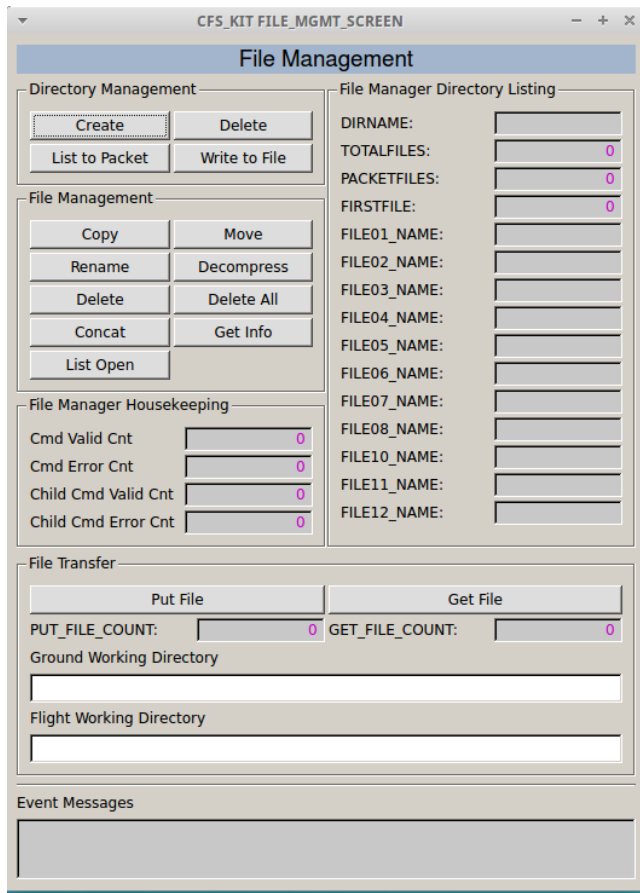 CFS_KIT FILE_MGMT_SCREEN
File Management
Directory Management
Create Delete
List to Packet Write to File
File Management
Copy Move
Rename Decompress
Delete Delete All
Concat Get Info
List Open
File Manager Housekeeping
Cmd Valid Cnt 0
Cmd Error Cnt 0
Child Cmd Valid Cnt 0
Child Cmd Error Cnt 0
File Manager Directory Listing
DIRNAME:
TOTALFILES: 0
PACKETFILES: 0
FIRSTFILE: 0
FILE01_NAME:
FILE02_NAME:
FILE03_NAME:
FILE04_NAME:
FILE05_NAME:
FILE06_NAME:
FILE07_NAME:
FILE08_NAME:
FILE10_NAME:
FILE11_NAME:
FILE12_NAME:
File Transfer
Put File Get File
PUT_FILE_COUNT: 0 GET_FILE_COUNT: 0
Ground Working Directory
Flight Working Directory
Event Messages